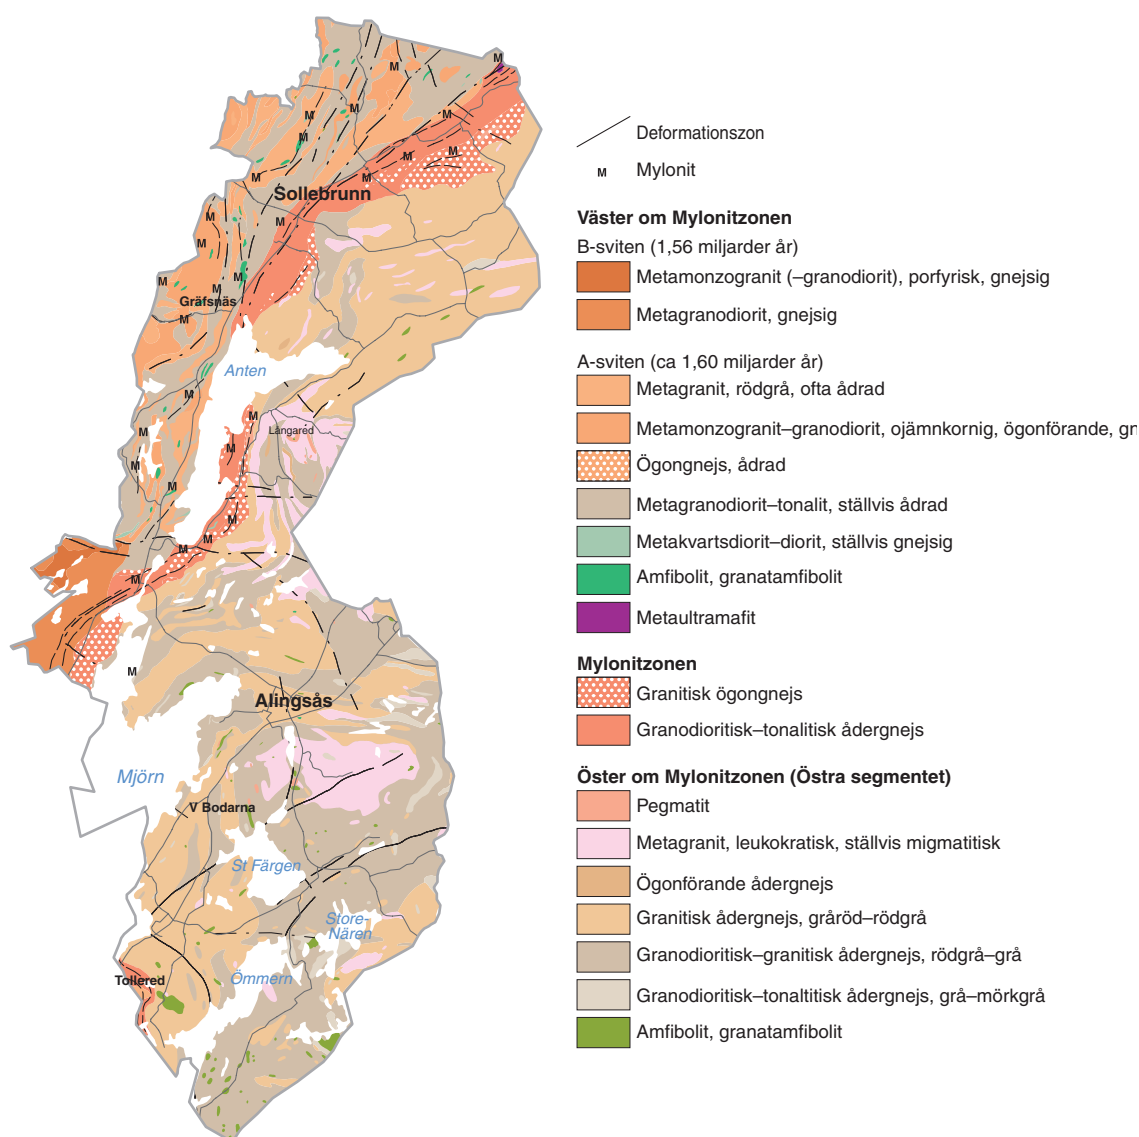 M
M
M
M
M
M
M
M
M
M
M
Sollebrunn
M
M
M
M
M
M
Gräfsnäs
M
Anten
M
M
Långared
M
M
M
M
M
M
M
M
M
Alingsås
Mjörn
V Bodarna
St Färgen
Store-
Nären
Tollered
Ömmern
Deformationszon
M Mylonit
Väster om Mylonitzonen
B-sviten (1,56 miljarder år)
Metamonzogranit (–granodiorit), porfyrisk, gnejsig
Metagranodiorit, gnejsig
A-sviten (ca 1,60 miljarder år)
Metagranit, rödgrå, ofta ådrad
Metamonzogranit–granodiorit, ojämnkornig, ögonförande, gn
Ögongnejs, ådrad
Metagranodiorit–tonalit, ställvis ådrad
Metakvartsdiorit–diorit, ställvis gnejsig
Amfibolit, granatamfibolit
Metaultramafit
Mylonitzonen
Granitisk ögongnejs
Granodioritisk–tonalitisk ådergnejs
Öster om Mylonitzonen (Östra segmentet)
Pegmatit
Metagranit, leukokratisk, ställvis migmatitisk
Ögonförande ådergnejs
Granitisk ådergnejs, gråröd–rödgrå
Granodioritisk–granitisk ådergnejs, rödgrå–grå
Granodioritisk–tonaltitisk ådergnejs, grå–mörkgrå
Amfibolit, granatamfibolit